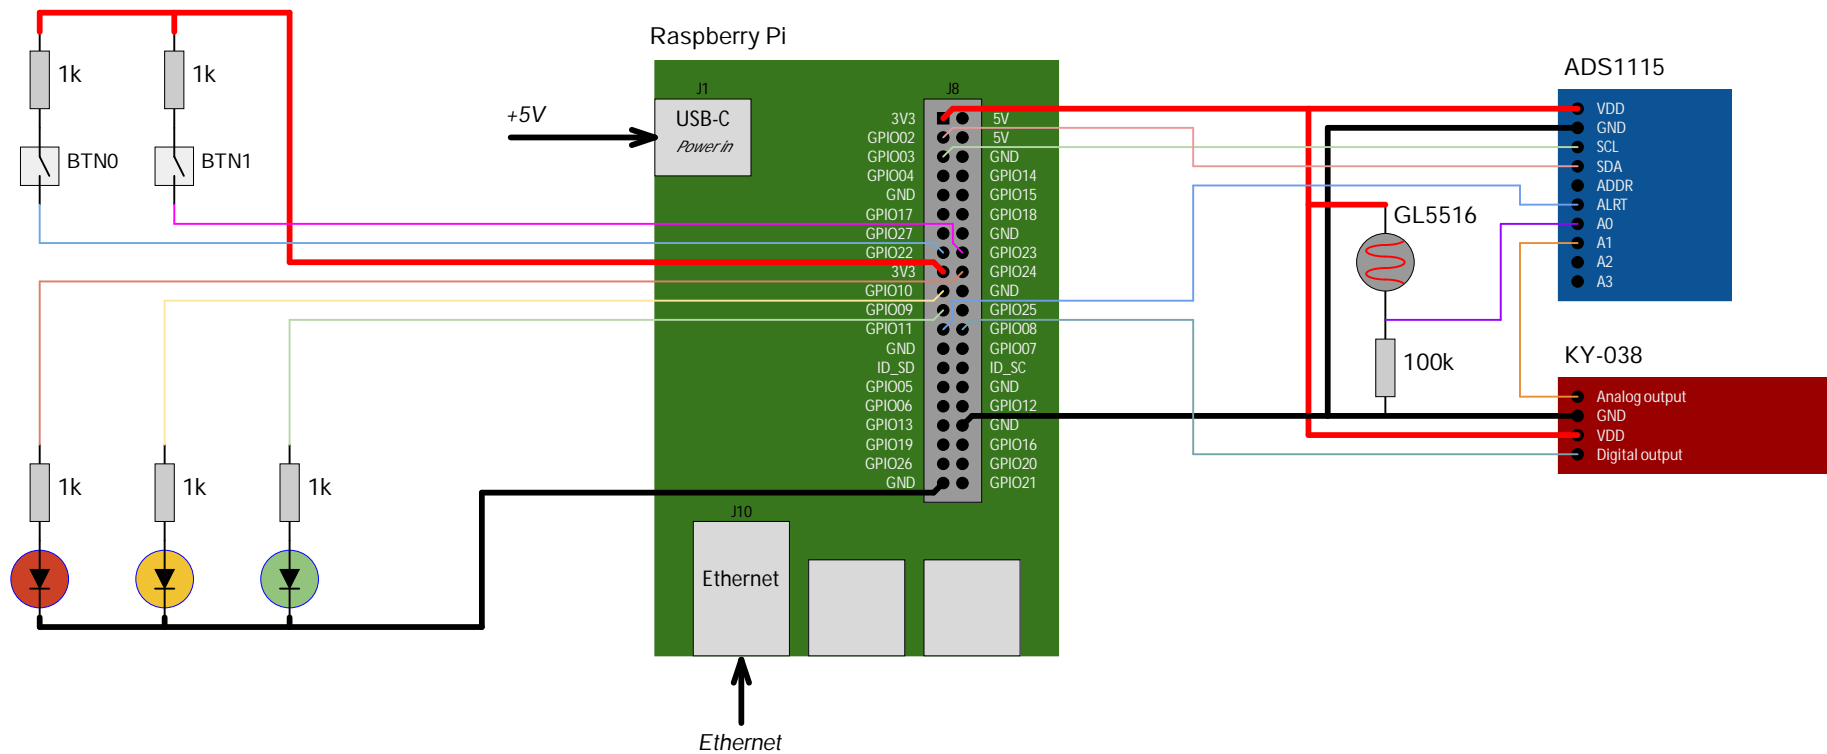 Raspberry Pi
ADS1115
1k
1k
J1
J8
USB-C
Power in
+5V
BTN0
BTN1
3V3 5V
GPIO02 5V
GPIO03 GND
GPIO04 GPIO14
GND GPIO15
GPIO17 GPIO18
GPIO27 GND
GPIO22 GPIO23
3V3 GPIO24
GPIO10 GND
GPIO09 GPIO25
GPIO11 GPIO08
GND GPIO07
ID_SD ID_SC
GPIO05 GND
GPIO06 GPIO12
GPIO13 GND
GPIO19 GPIO16
GPIO26 GPIO20
GND GPIO21
VDD
GND
SCL
SDA
ADDR
ALRT
A0
A1
A2
A3
GL5516
100k
KY-038
Analog output
GND
VDD
Digital output
1k
1k
1k
J10
Ethernet
Ethernet